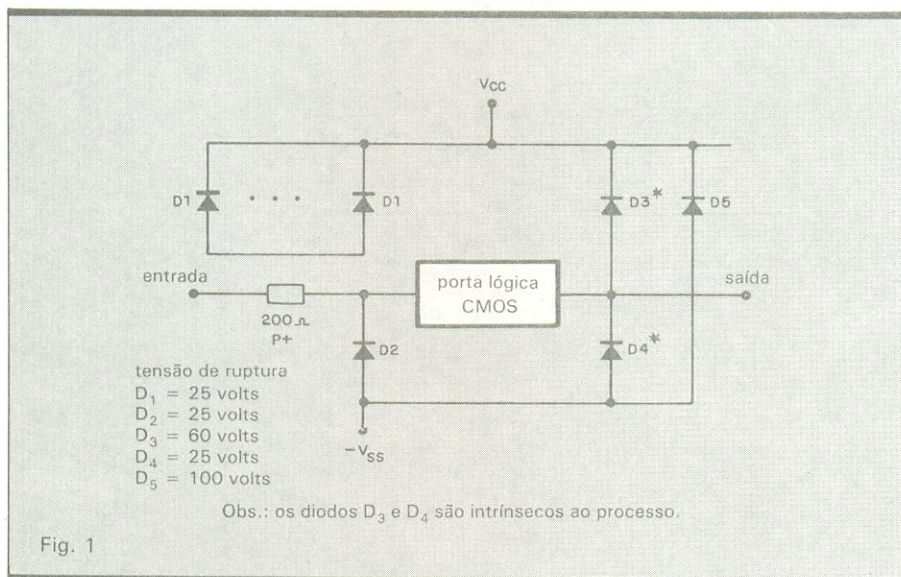 Vcc
D1 . . . D1 D3* D5
entrada
porta lógica
CMOS
saída
200Ω
P+
D2
D4*
tensão de ruptura
D₁ = 25 volts
D₂ = 25 volts
D₃ = 60 volts
D₄ = 25 volts
D₅ = 100 volts
-Vss
Obs.: os diodos D₃ e D₄ são intrínsecos ao processo.
Fig. 1